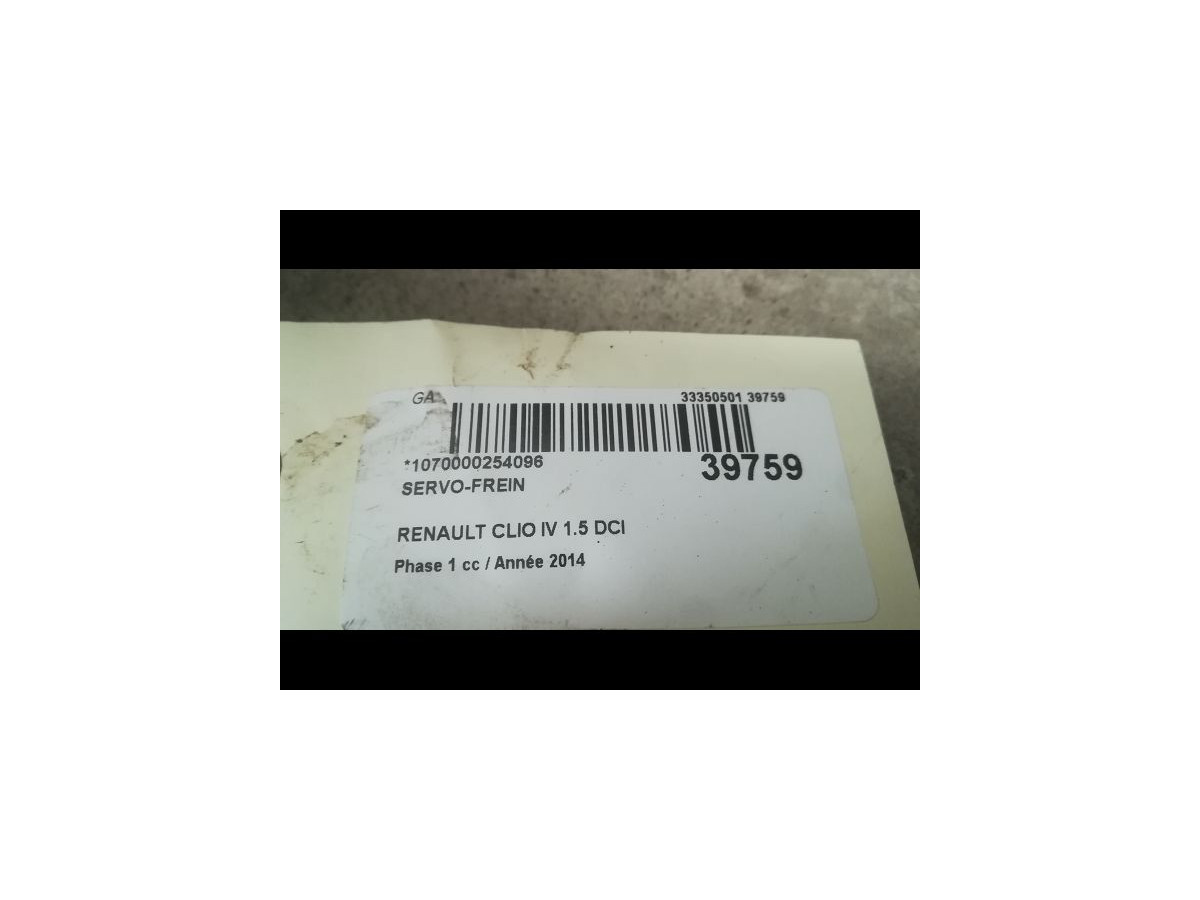 GA 33350501 39759
*1070000254096 39759
SERVO-FREIN
RENAULT CLIO IV 1.5 DCI
Phase 1 cc / Année 2014